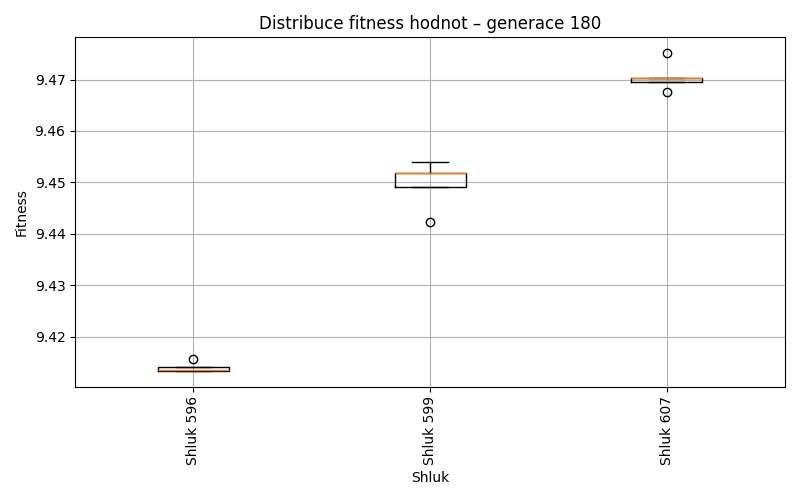 Distribuce fitness hodnot – generace 180
Fitness
9.47
9.46
9.45
9.44
9.43
9.42
Shluk 596
Shluk 599
Shluk 607
Shluk